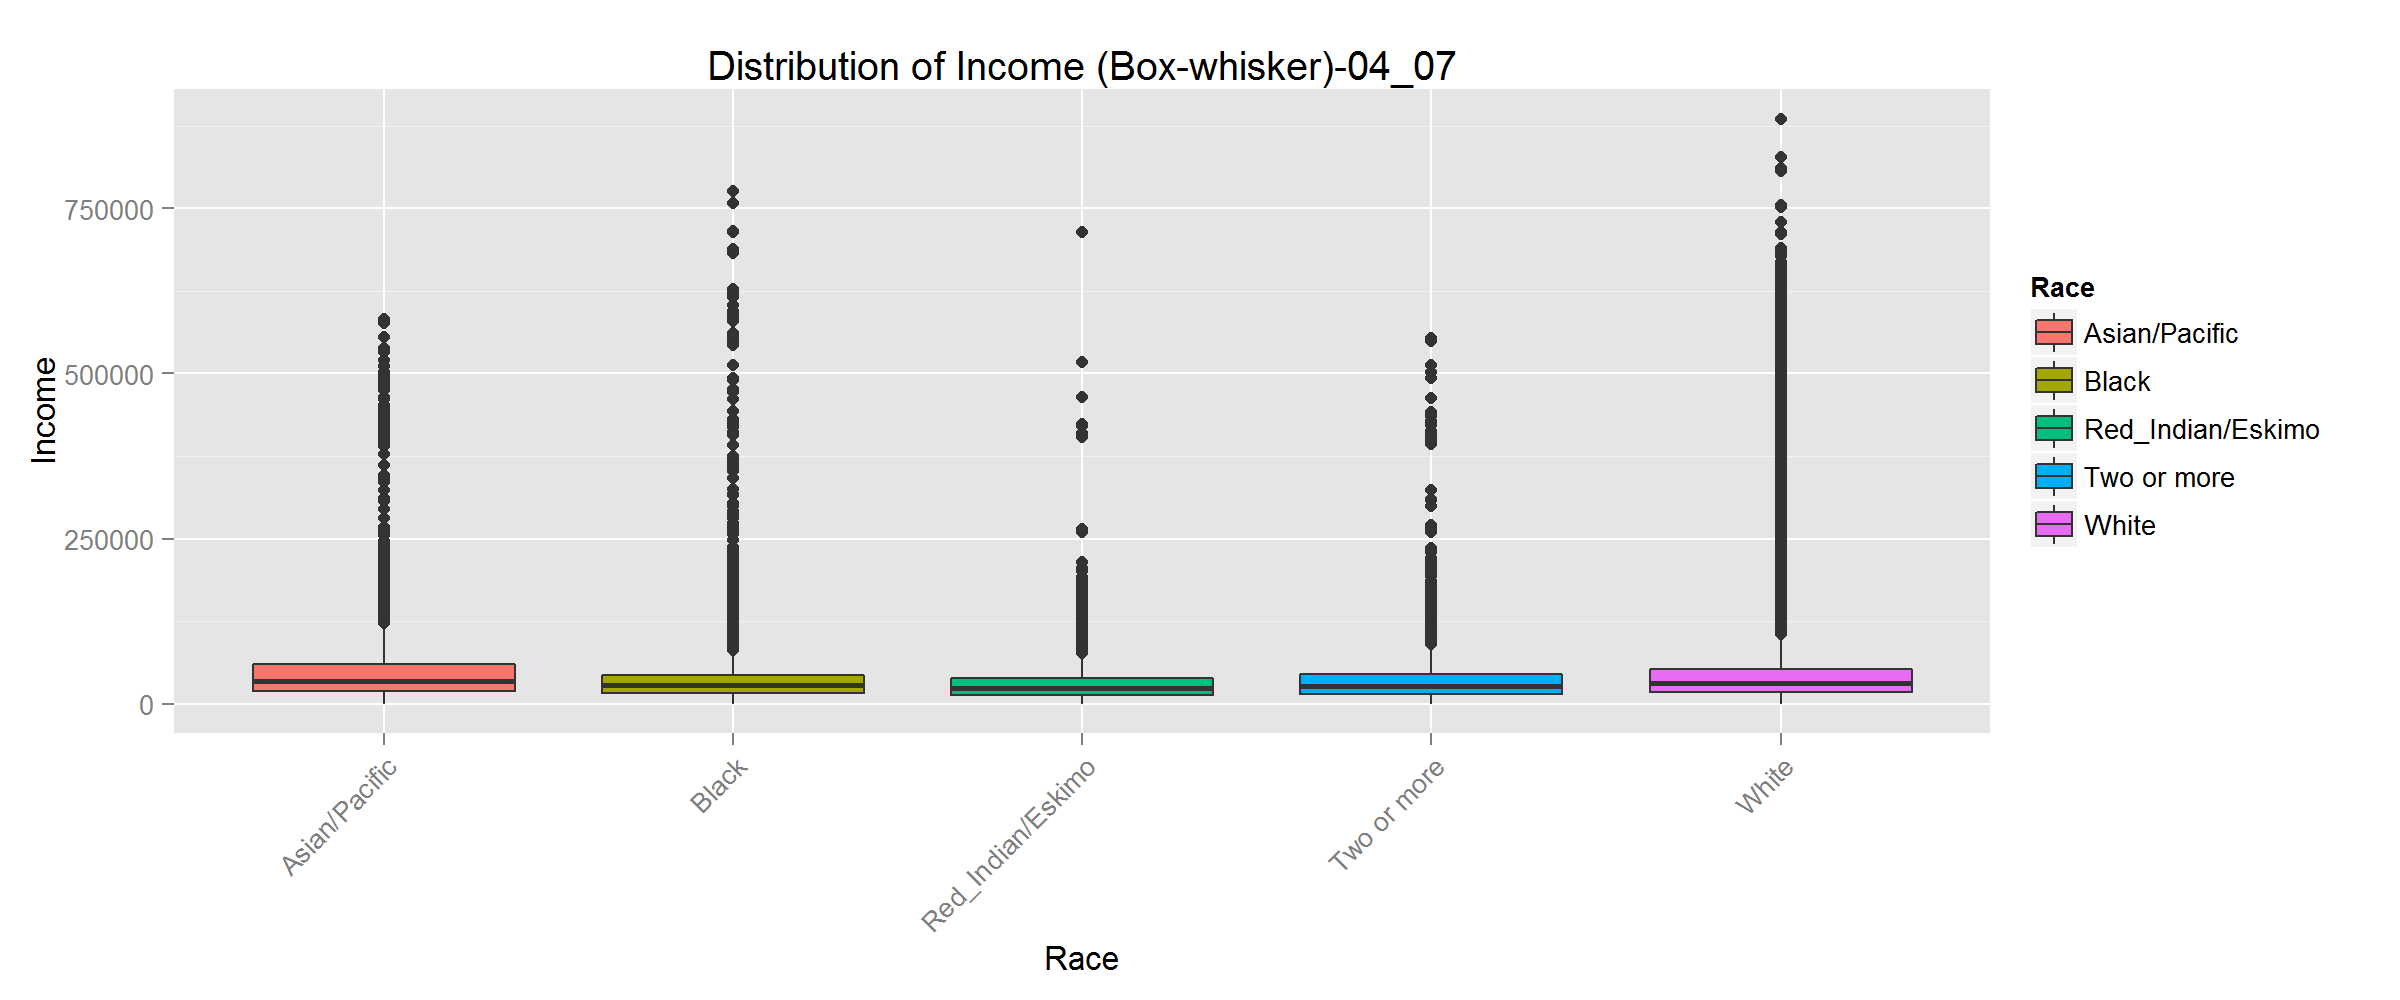 Distribution of Income (Box-whisker)-04_07
Income
750000
500000
250000
0
Asian/Pacific
Black
Red_Indian/Eskimo
Two or more
White
Race
Race
Asian/Pacific
Black
Red_Indian/Eskimo
Two or more
White